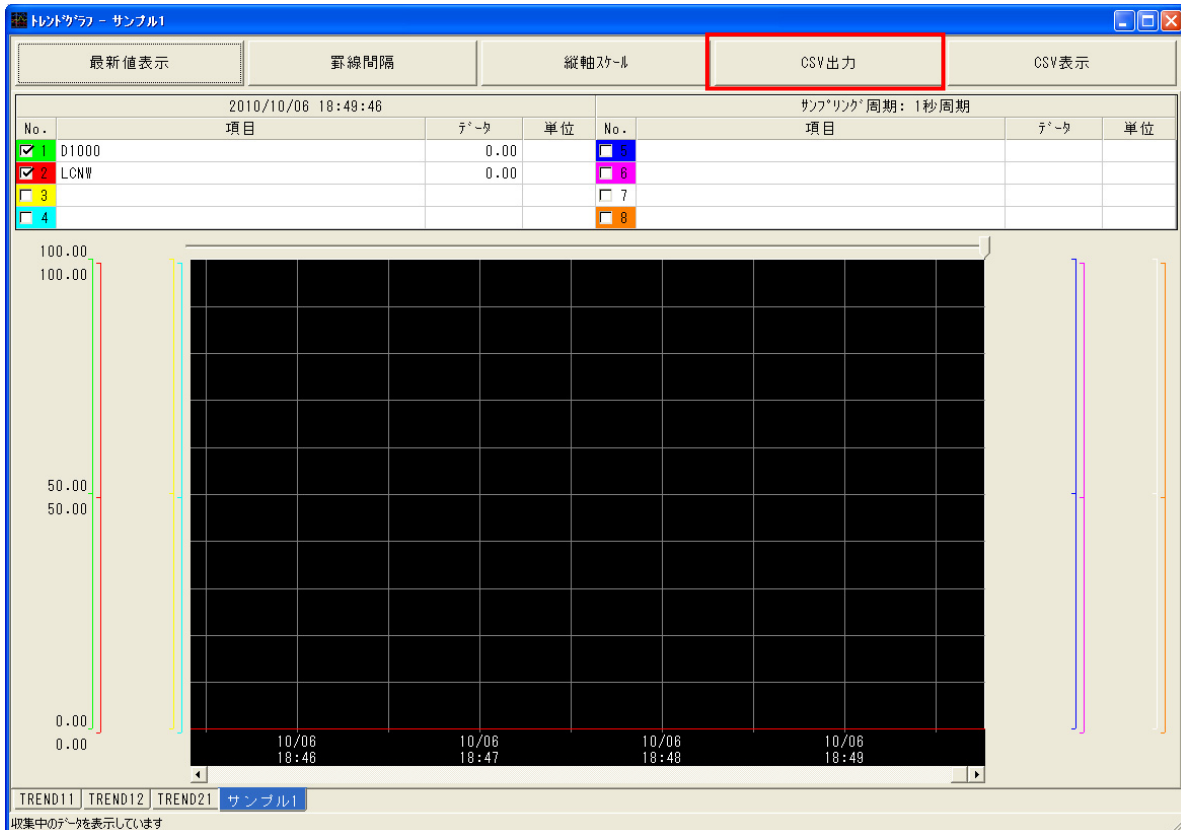 トレンドグラフ - サンプル1
最新値表示 罫線間隔 縦軸スケール CSV出力 CSV表示
2010/10/06 18:49:46 サンプリング周期: 1秒周期
No. 項目 データ 単位 No. 項目 データ 単位
1 D1000 0.00 5
2 LCNW 0.00 6
3 7
4 8
100.00
100.00
50.00
50.00
0.00
0.00
10/06 10/06 10/06 10/06
18:46 18:47 18:48 18:49
TREND11 TREND12 TREND21 サンプル1
収集中のデータを表示しています